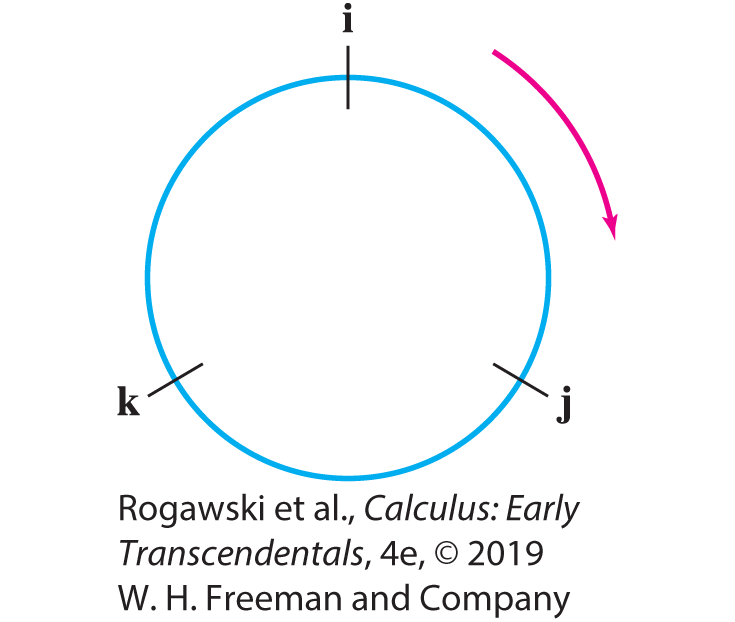 i
k
j
Rogawski et al., Calculus: Early
Transcendentals, 4e, © 2019
W. H. Freeman and Company